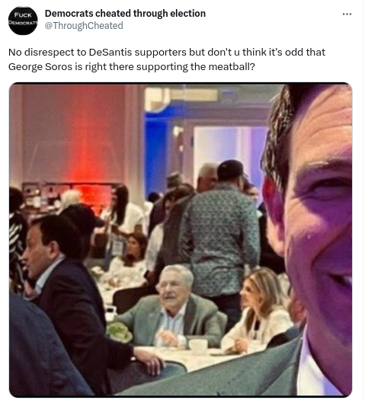 FUCK
DEMOCRATS
Democrats cheated through election
@ThroughCheated
No disrespect to DeSantis supporters but don't u think it's odd that
George Soros is right there supporting the meatball?